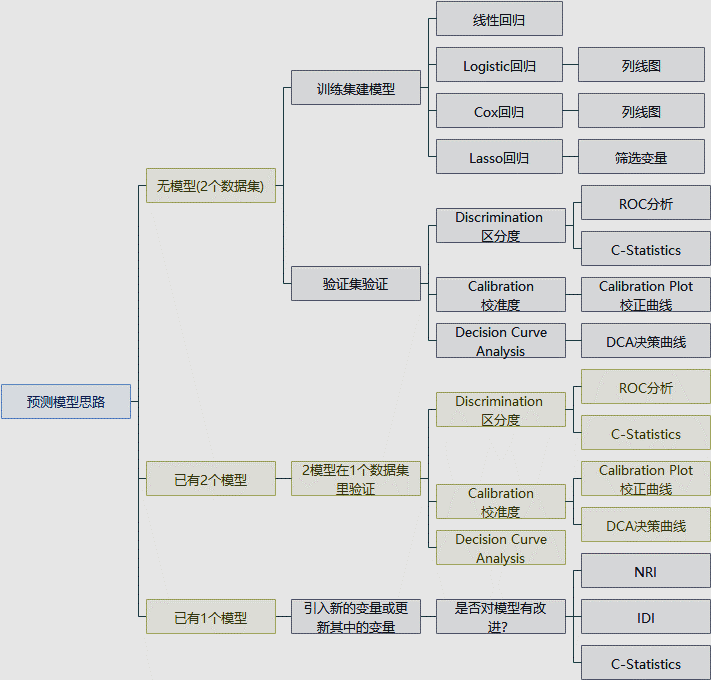 预测模型思路
无模型(2个数据集)
训练集建模型
线性回归
Logistic回归
列线图
Cox回归
列线图
Lasso回归
筛选变量
验证集验证
Discrimination
区分度
ROC分析
C-Statistics
Calibration
校准度
Calibration Plot
校正曲线
Decision Curve
Analysis
DCA决策曲线
已有2个模型
2模型在1个数据集
里验证
Discrimination
区分度
ROC分析
C-Statistics
Calibration
校准度
Calibration Plot
校正曲线
DCA决策曲线
Decision Curve
Analysis
已有1个模型
引入新的变量或更
新其中的变量
是否对模型有改
进?
NRI
IDI
C-Statistics